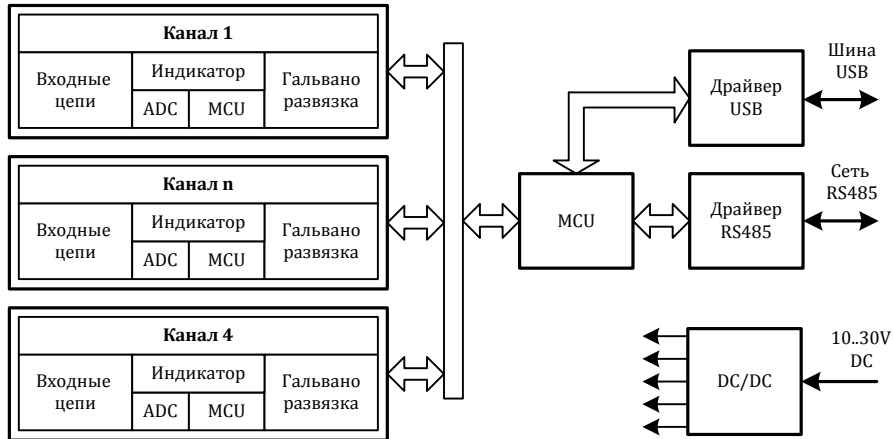 Канал 1
Входные
цепи
Индикатор
ADC
MCU
Гальвано
развязка
Канал n
Входные
цепи
Индикатор
ADC
MCU
Гальвано
развязка
Канал 4
Входные
цепи
Индикатор
ADC
MCU
Гальвано
развязка
MCU
Драйвер
USB
Шина
USB
Драйвер
RS485
Сеть
RS485
DC/DC
10..30V
DC